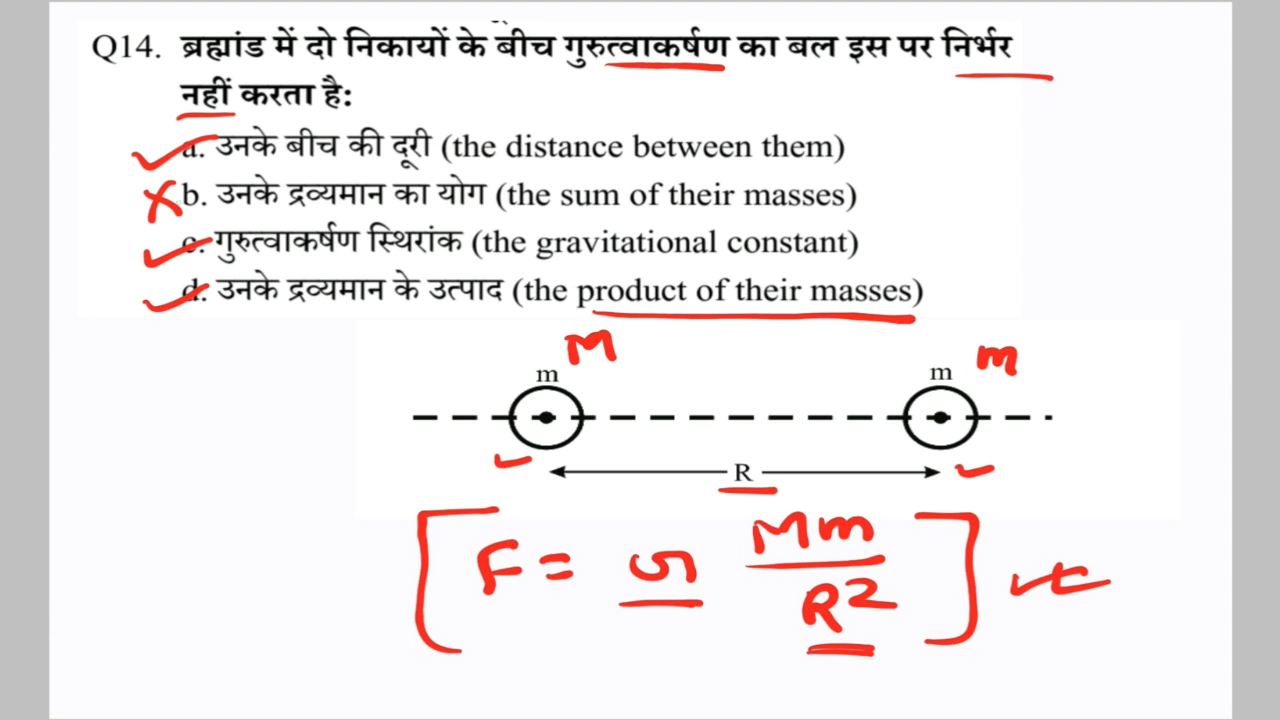 Q14. ब्रह्मांड में दो निकायों के बीच गुरुत्वाकर्षण का बल इस पर निर्भर
नहीं करता है:
a. उनके बीच की दूरी (the distance between them)
b. उनके द्रव्यमान का योग (the sum of their masses)
c. गुरुत्वाकर्षण स्थिरांक (the gravitational constant)
d. उनके द्रव्यमान के उत्पाद (the product of their masses)
M m
m m
R
F = G Mm / R²